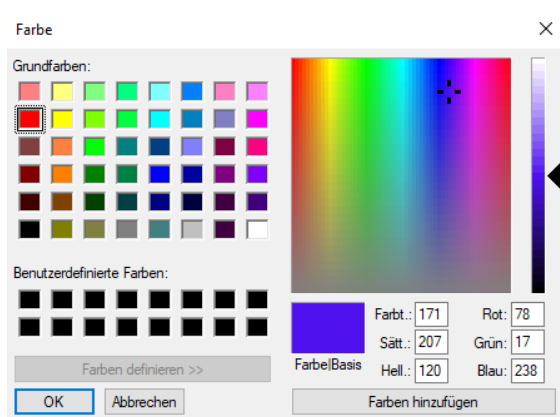 Farbe
Grundfarben:
Benutzerdefinierte Farben:
Farben definieren >>
OK Abbrechen
Farbe|Basis
Farbt.: 171 Rot: 78
Sätt.: 207 Grün: 17
Hell.: 120 Blau: 238
Farben hinzufügen